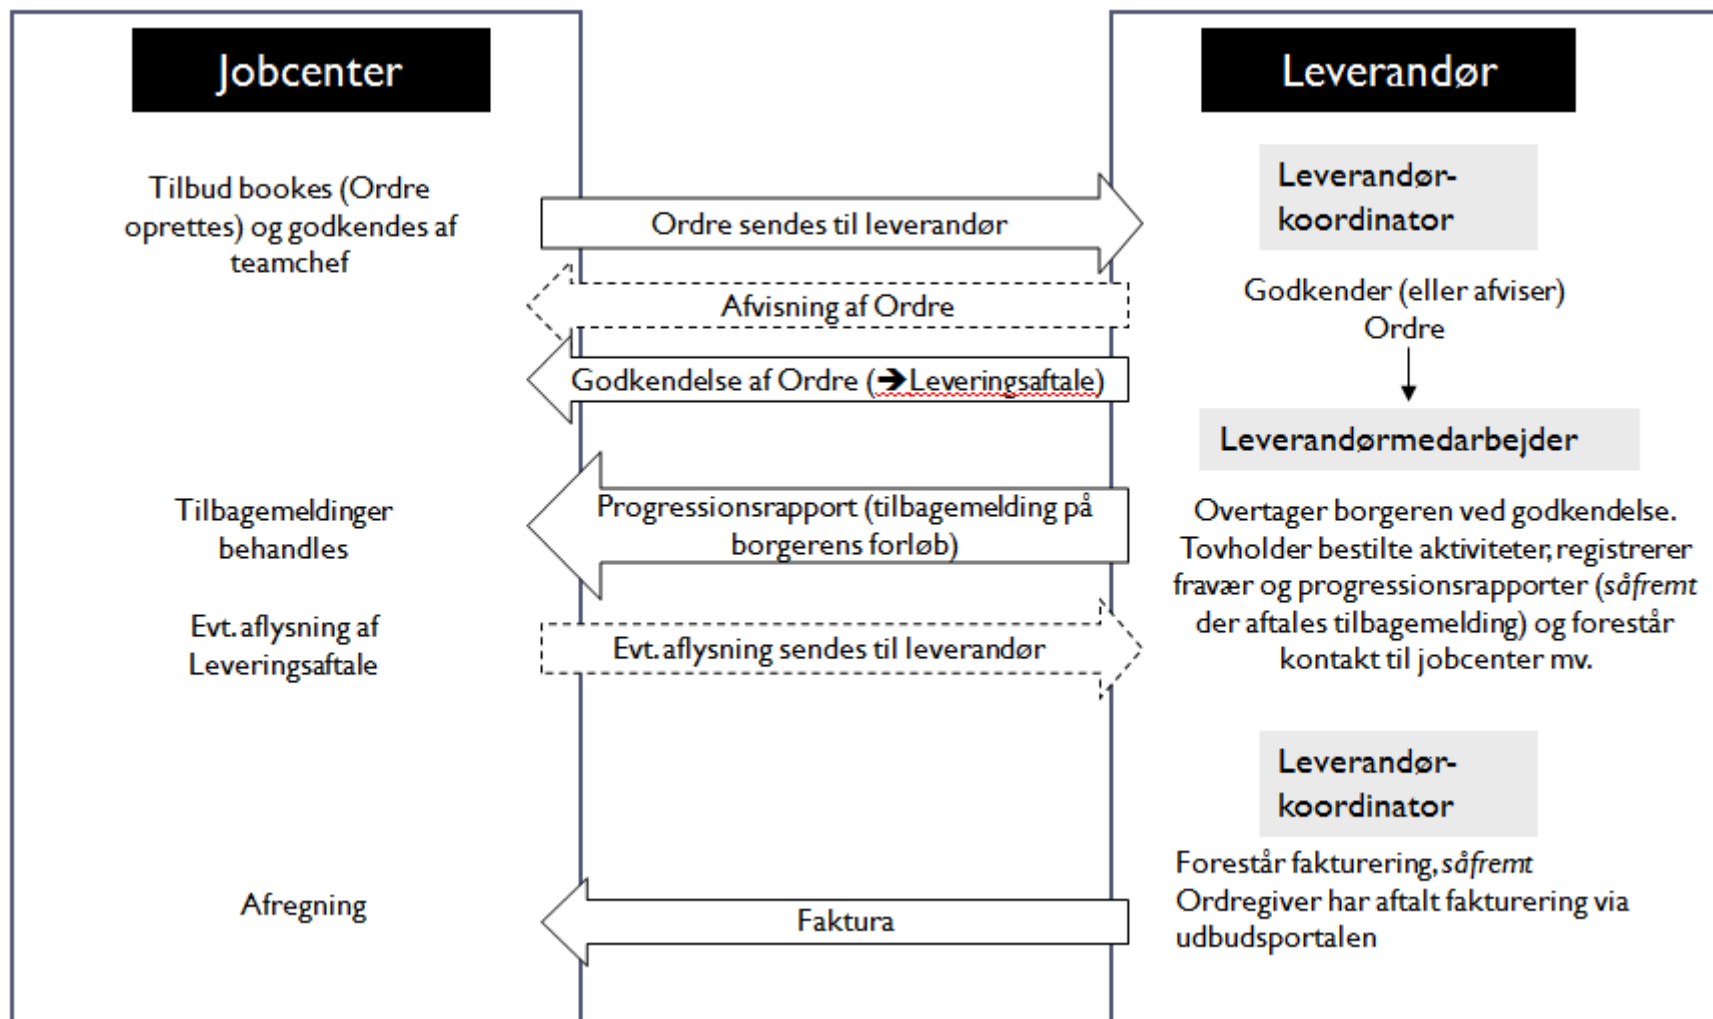 Jobcenter
Leverandør
Tilbud bookes (Ordre
oprettes) og godkendes af
teamchef
Ordre sendes til leverandør
Leverandør-
koordinator
Afvisning af Ordre
Godkender (eller afviser)
Ordre
Godkendelse af Ordre (➔Leveringsaftale)
Leverandørmedarbejder
Tilbagemeldinger
behandles
Progressionsrapport (tilbagemelding på
borgerens forløb)
Overtager borgeren ved godkendelse.
Tovholder bestilte aktiviteter, registrerer
fravær og progressionsrapporter (såfremt
der aftales tilbagemelding) og forestår
kontakt til jobcenter mv.
Evt. aflysning af
Leveringsaftale
Evt. aflysning sendes til leverandør
Leverandør-
koordinator
Forestår fakturering, såfremt
Ordregiver har aftalt fakturering via
udbudsportalen
Afregning
Faktura